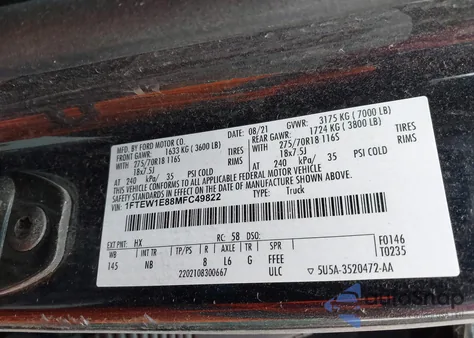 MFD. BY FORD MOTOR CO.
DATE: 08/21 GVWR: 3175 KG (7000 LB)
FRONT GAWR: 1633 KG (3600 LB) REAR GAWR: 1724 KG (3800 LB)
WITH 275/70R18 116S TIRES WITH 275/70R18 116S TIRES
18x7.5J RIMS 18x7.5J RIMS
AT 240 kPa/ 35 PSI COLD AT 240 kPa/ 35 PSI COLD
THIS VEHICLE CONFORMS TO ALL APPLICABLE FEDERAL MOTOR VEHICLE
SAFETY STANDARDS IN EFFECT ON THE DATE OF MANUFACTURE SHOWN ABOVE.
VIN: 1FTEW1E88MFC49822 TYPE: Truck
EXT PNT: HX RC: 58 DSO: F0146
WB INT TR TP/PS R AXLE TR SPR T0235
145 NB 8 L6 G FFEE
2202108300667 ULC ▽ 5U5A-3520472-AA
autosnap